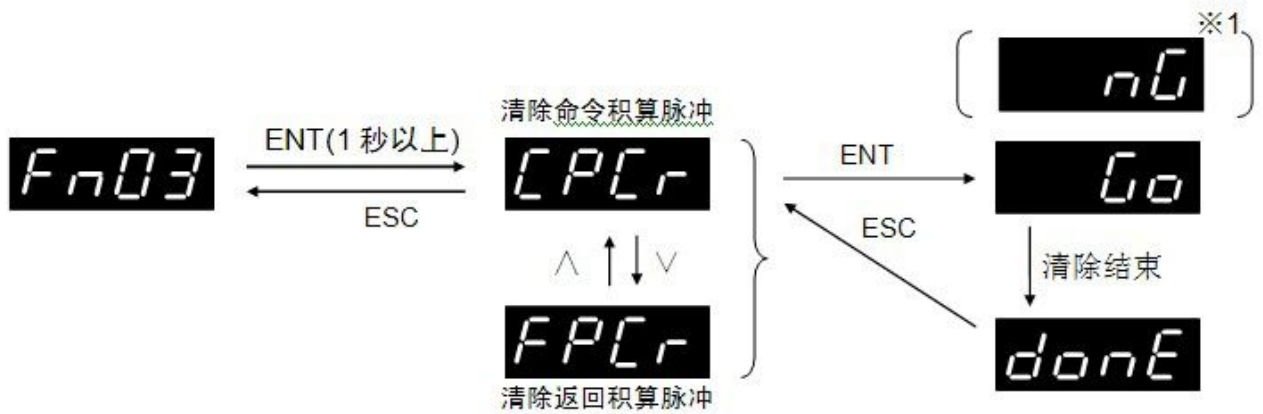 ※1
nG
清除命令积算脉冲
ENT(1 秒以上)
Fn03
CPCr
ENT
Go
ESC
ESC
∧
∨
清除结束
FPCr
donE
清除返回积算脉冲